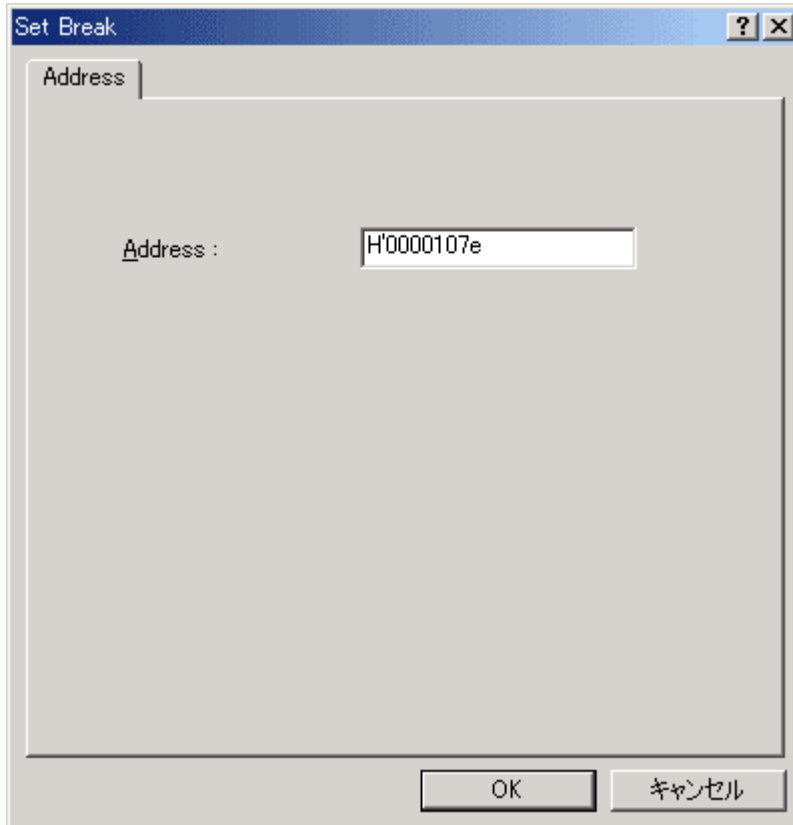 Set Break
Address
Address :
H'0000107e
OK
キャンセル